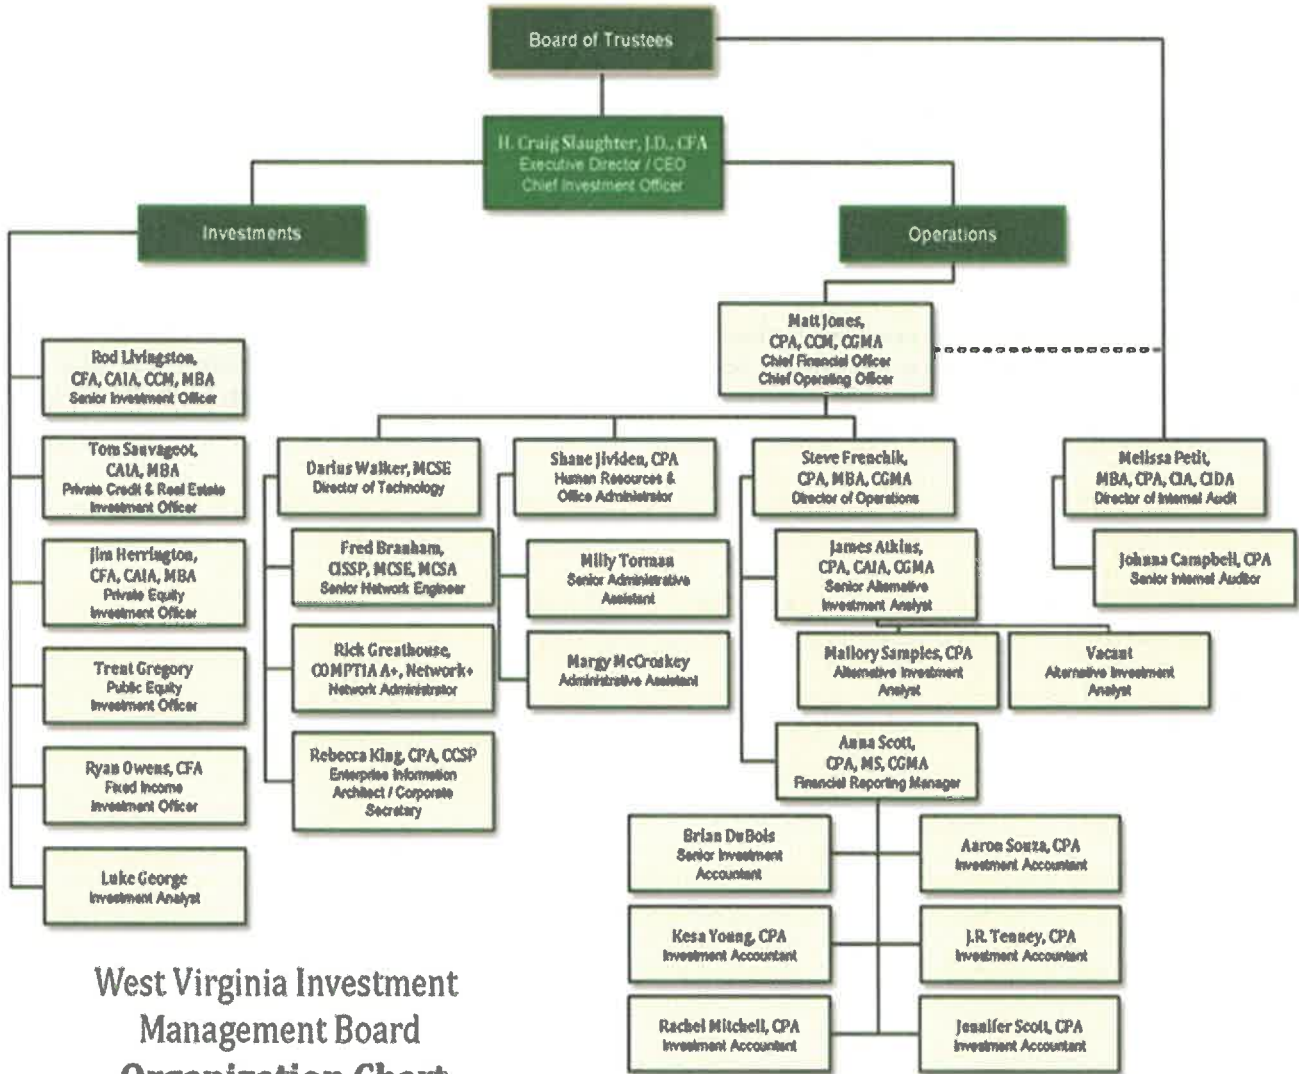 Board of Trustees
H. Craig Slaughter, J.D., CFA
Executive Director / CEO
Chief Investment Officer
Investments
Operations
Matt Jones,
CPA, CCM, CGMA
Chief Financial Officer
Chief Operating Officer
Rod Livingston,
CFA, CAIA, CCM, MBA
Senior Investment Officer
Tom Sauvageot,
CAIA, MBA
Private Credit & Real Estate
Investment Officer
Jim Herrington,
CFA, CAIA, MBA
Private Equity
Investment Officer
Trent Gregory
Public Equity
Investment Officer
Ryan Owens, CFA
Fixed Income
Investment Officer
Luke George
Investment Analyst
Darius Walker, MCSE
Director of Technology
Fred Branham,
CISSP, MCSE, MCSA
Senior Network Engineer
Rick Greathouse,
COMPTIA A+, Network+
Network Administrator
Rebecca King, CPA, CCSP
Enterprise Information
Architect / Corporate
Secretary
Shane Jividen, CPA
Human Resources &
Office Administrator
Milly Torman
Senior Administrative
Assistant
Margy McCroskey
Administrative Assistant
Steve Frenchik,
CPA, MBA, CGMA
Director of Operations
James Atkins,
CPA, CAIA, CGMA
Senior Alternative
Investment Analyst
Mallory Samples, CPA
Alternative Investment
Analyst
Vacant
Alternative Investment
Analyst
Anna Scott,
CPA, MS, CGMA
Financial Reporting Manager
Brian DuBois
Senior Investment
Accountant
Aaron Souza, CPA
Investment Accountant
Kesa Young, CPA
Investment Accountant
J.R. Tenney, CPA
Investment Accountant
Rachel Mitchell, CPA
Investment Accountant
Jennifer Scott, CPA
Investment Accountant
Melissa Petit,
MBA, CPA, CIA, CIDA
Director of Internal Audit
Johnna Campbell, CPA
Senior Internal Auditor
West Virginia Investment
Management Board
Organization Chart